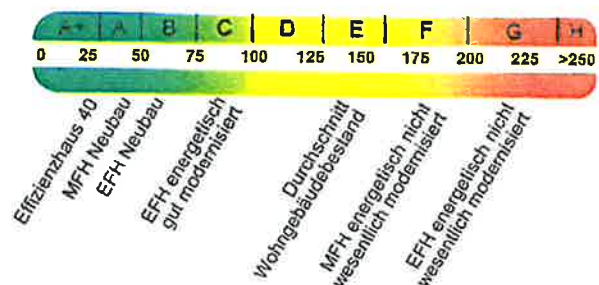 A+ A B C D E F G H
0 25 50 75 100 125 150 175 200 225 >250
Effizienzhaus 40
MFH Neubau
EFH Neubau
EFH energetisch
gut modernisiert
Durchschnitt
Wohngebäudebestand
MFH energetisch nicht
wesentlich modernisiert
EFH energetisch nicht
wesentlich modernisiert